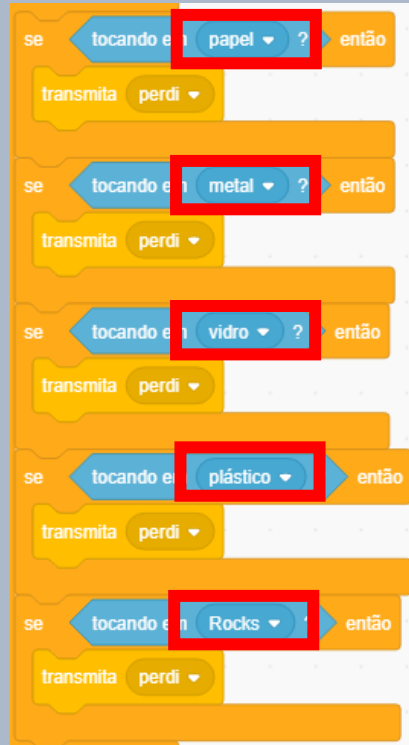 se tocando em papel ? então
transmita perdi
se tocando em metal ? então
transmita perdi
se tocando em vidro ? então
transmita perdi
se tocando em plástico então
transmita perdi
se tocando em Rocks ? então
transmita perdi